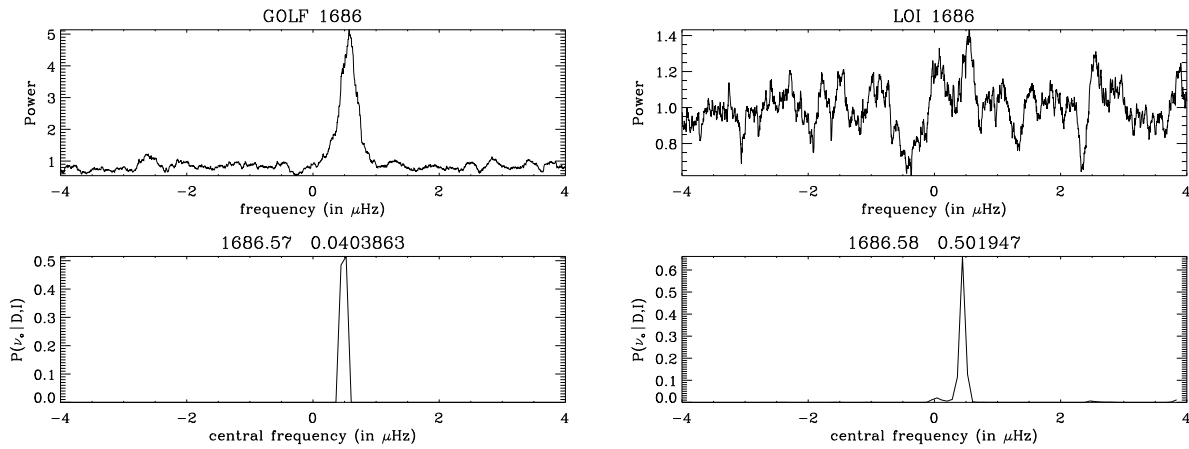 GOLF 1686
5
4
3
2
1
Power
−4 −2 0 2 4
frequency (in μHz)
LOI 1686
1.4
1.2
1.0
0.8
Power
−4 −2 0 2 4
frequency (in μHz)
1686.57 0.0403863
0.5
0.4
0.3
0.2
0.1
0.0
P(ν₀|D,I)
−4 −2 0 2 4
central frequency (in μHz)
1686.58 0.501947
0.6
0.5
0.4
0.3
0.2
0.1
0.0
P(ν₀|D,I)
−4 −2 0 2 4
central frequency (in μHz)